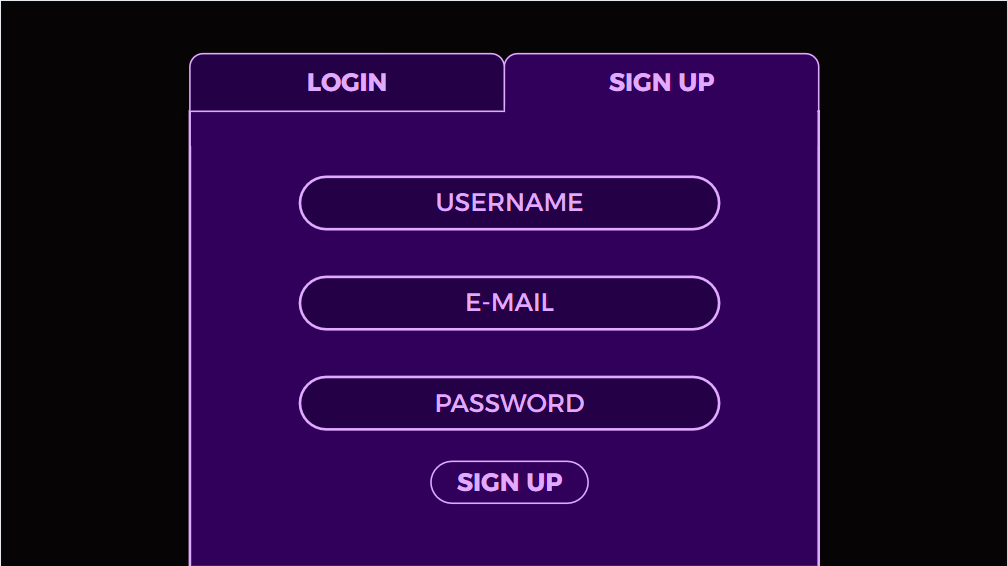 LOGIN
SIGN UP
USERNAME
E-MAIL
PASSWORD
SIGN UP